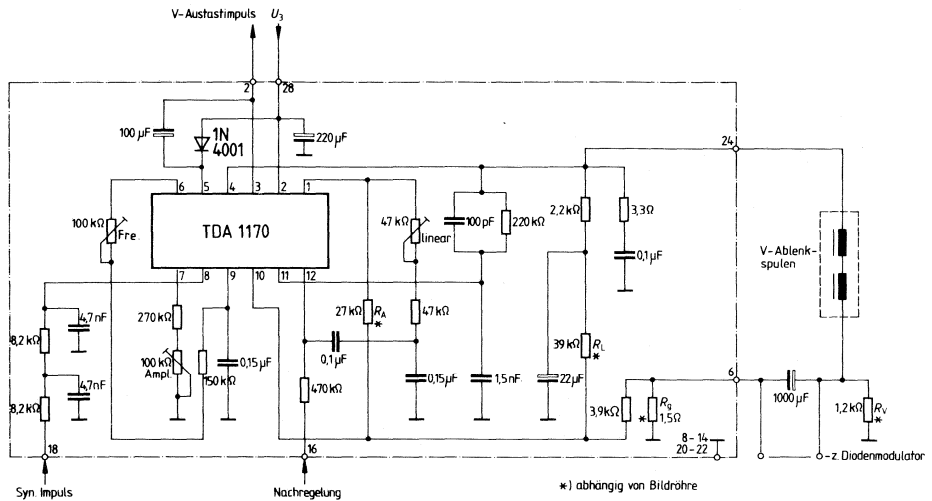 V-Austastimpuls U₃
2 28
100 µF
1N
4001
220 µF
24
6 5 4 3 2 1
TDA 1170
7 8 9 10 11 12
100 kΩ
Fre.
47 kΩ
linear
100 pF
220 kΩ
2,2 kΩ
3,3 Ω
0,1 µF
V-Ablenk-
spulen
4,7 nF
8,2 kΩ
4,7 nF
8,2 kΩ
270 kΩ
100 kΩ
Ampl.
150 kΩ
0,15 µF
27 kΩ RA
*
47 kΩ
0,1 µF
470 kΩ
0,15 µF
1,5 nF
22 µF
39 kΩ RL
*
3,9 kΩ
* Rg
1,5 Ω
6
1000 µF
1,2 kΩ RV
*
8 – 14
20 – 22
-z. Diodenmodulator
18 16
Syn. Impuls Nachregelung
*) abhängig von Bildröhre